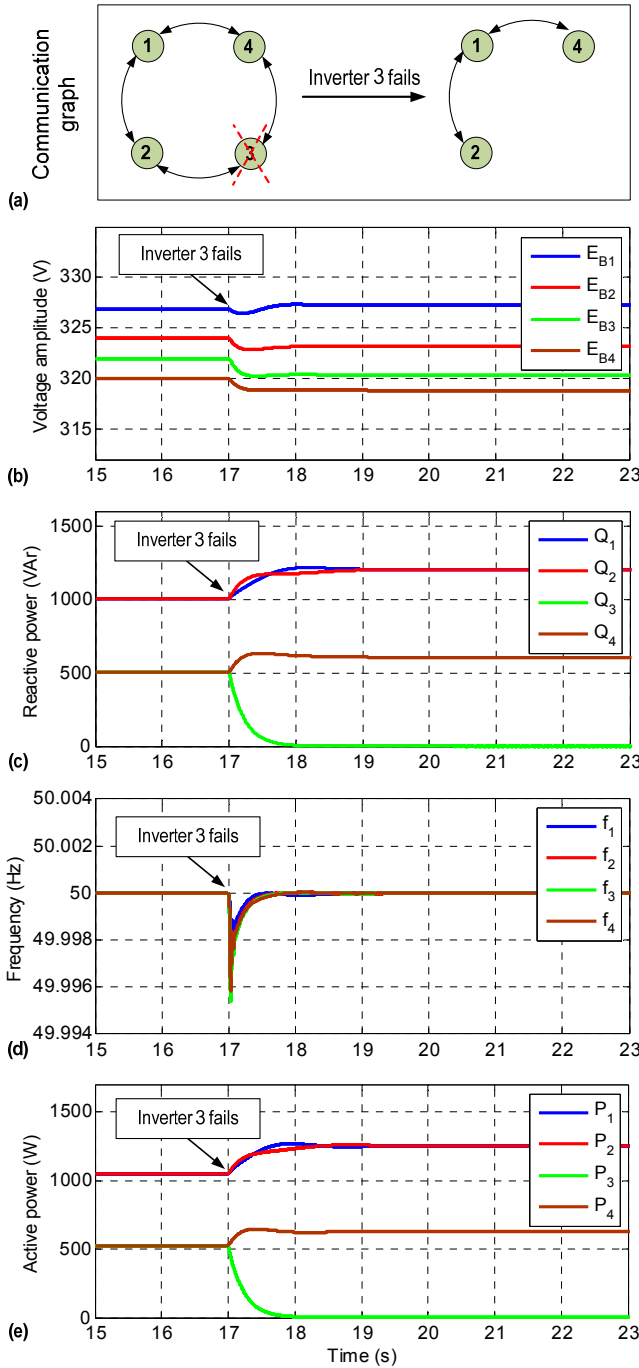 Communication graph
1
4
2
3
Inverter 3 fails
1
4
2
(a)
Voltage amplitude (V)
330
325
320
315
Inverter 3 fails
E_B1
E_B2
E_B3
E_B4
15 16 17 18 19 20 21 22 23
(b)
Reactive power (VAr)
1500
1000
500
0
Inverter 3 fails
Q_1
Q_2
Q_3
Q_4
15 16 17 18 19 20 21 22 23
(c)
Frequency (Hz)
50.004
50.002
50
49.998
49.996
49.994
Inverter 3 fails
f_1
f_2
f_3
f_4
15 16 17 18 19 20 21 22 23
(d)
Active power (W)
1500
1000
500
0
Inverter 3 fails
P_1
P_2
P_3
P_4
15 16 17 18 19 20 21 22 23
(e)
Time (s)